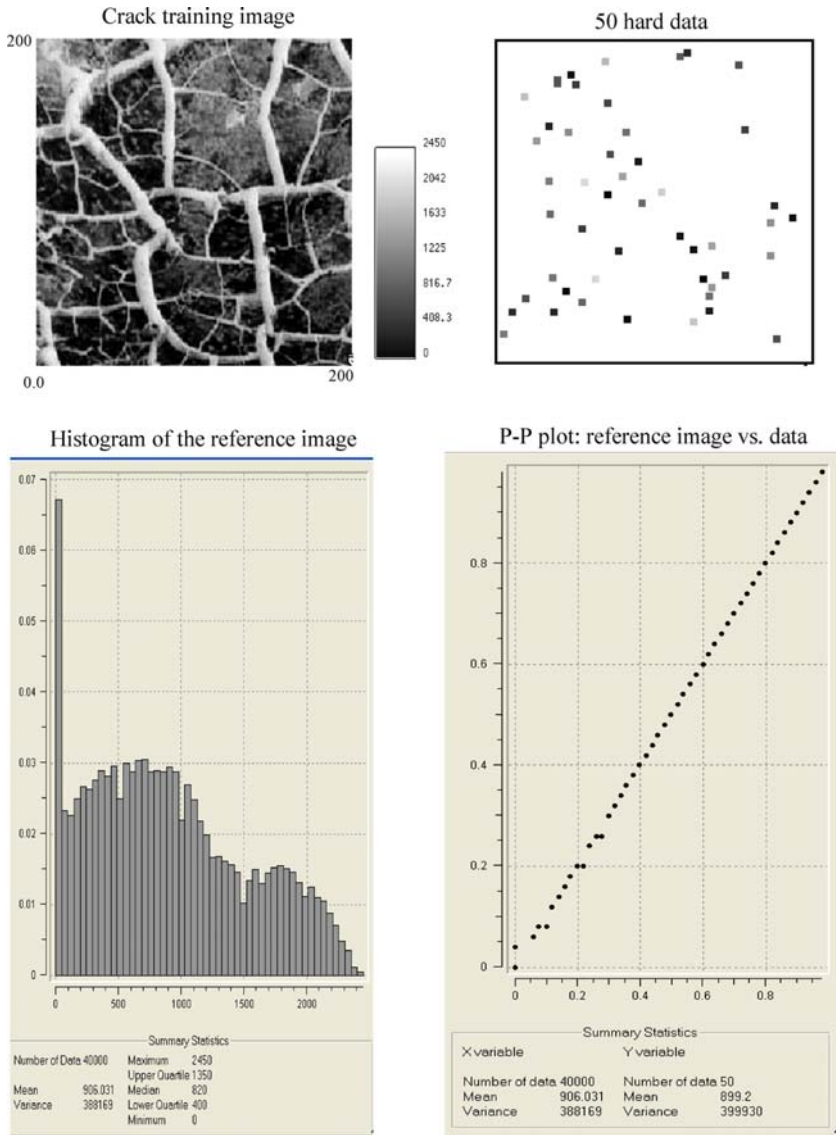 Crack training image
50 hard data
200
2450
2042
1633
1225
816.7
408.3
0
0.0
200
Histogram of the reference image
P-P plot: reference image vs. data
0.07
0.06
0.05
0.04
0.03
0.02
0.01
0
0
500
1000
1500
2000
Summary Statistics
Number of Data 40000
Maximum 2450
Upper Quartile 1350
Mean 906.031
Median 820
Variance 388169
Lower Quartile 400
Minimum 0
0.8
0.6
0.4
0.2
0
0
0.2
0.4
0.6
0.8
Summary Statistics
X variable
Y variable
Number of data 40000
Number of data 50
Mean 906.031
Mean 899.2
Variance 388169
Variance 399930